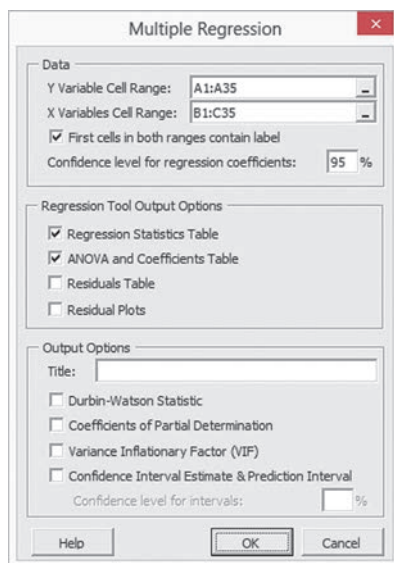 Multiple Regression
Data
Y Variable Cell Range: A1:A35
X Variables Cell Range: B1:C35
First cells in both ranges contain label
Confidence level for regression coefficients: 95 %
Regression Tool Output Options
Regression Statistics Table
ANOVA and Coefficients Table
Residuals Table
Residual Plots
Output Options
Title:
Durbin-Watson Statistic
Coefficients of Partial Determination
Variance Inflationary Factor (VIF)
Confidence Interval Estimate & Prediction Interval
Confidence level for intervals: %
Help OK Cancel